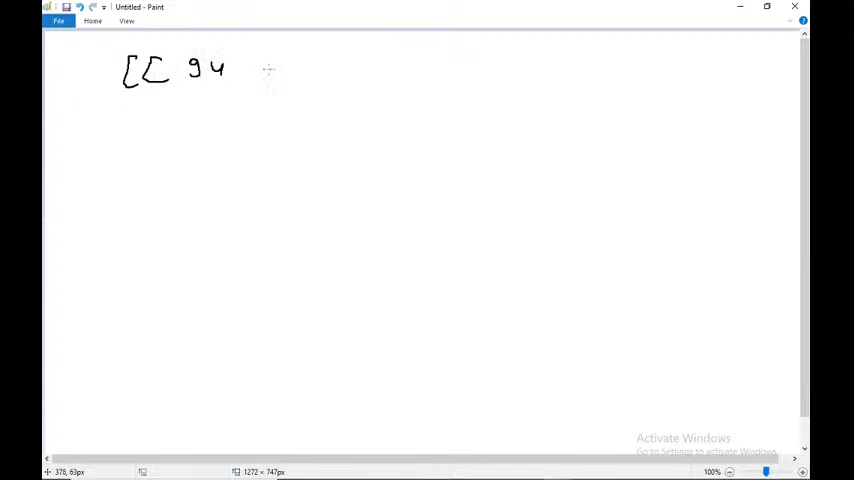 Untitled - Paint
File Home View
[[ 94
Activate Windows
Go to Settings to activate Windows.
378, 63px 1272 × 747px 100%